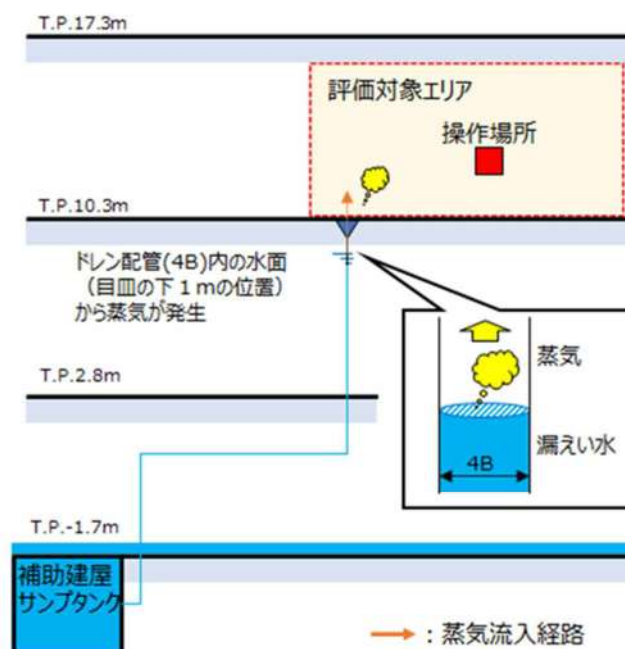 T.P.17.3m
評価対象エリア
操作場所
T.P.10.3m
ドレン配管(4B)内の水面
（目皿の下1mの位置）
から蒸気が発生
蒸気
T.P.2.8m
漏えい水
4B
T.P.-1.7m
補助建屋
サンプタンク
：蒸気流入経路